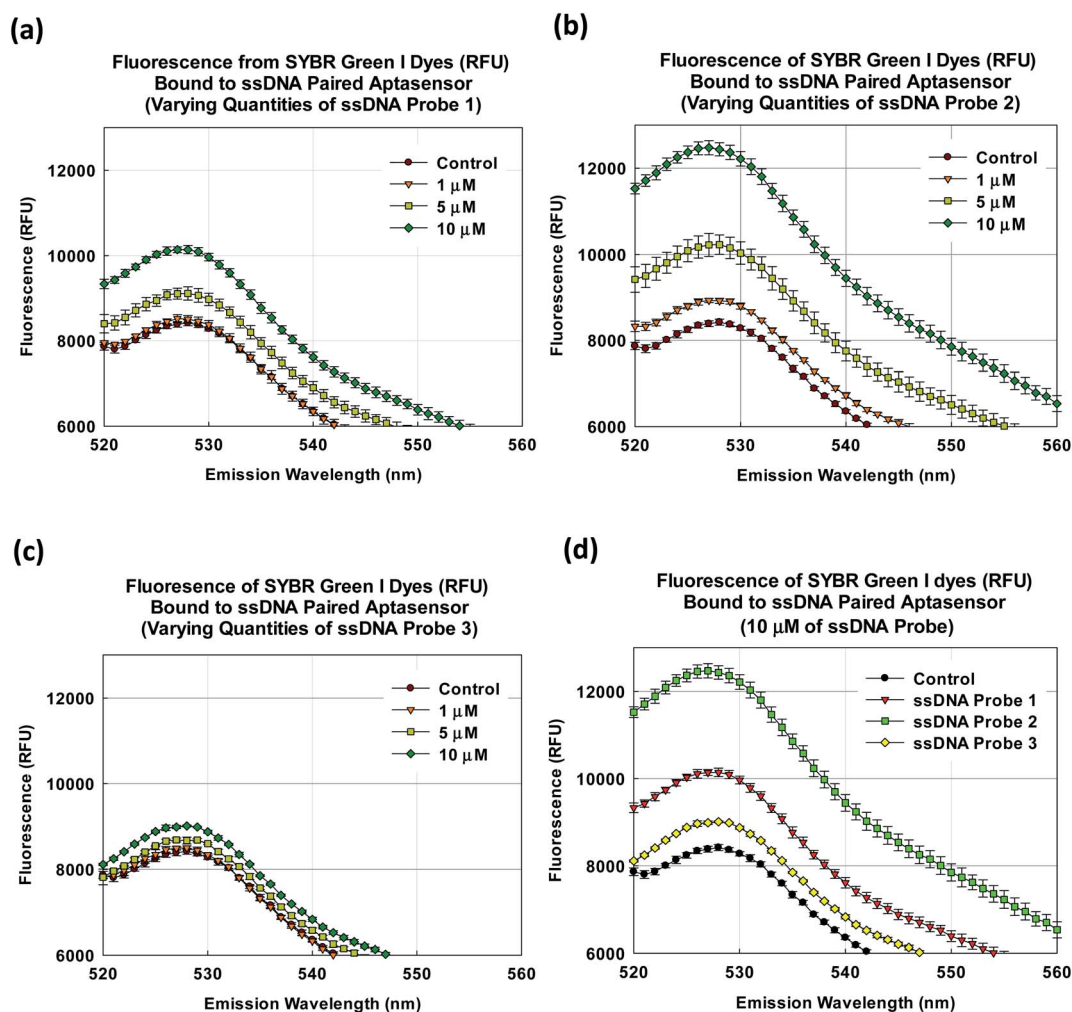 (a)
Fluorescence from SYBR Green I Dyes (RFU)
Bound to ssDNA Paired Aptasensor
(Varying Quantities of ssDNA Probe 1)
Control
1 μM
5 μM
10 μM
12000
10000
8000
6000
Fluorescence (RFU)
520 530 540 550 560
Emission Wavelength (nm)
(b)
Fluorescence of SYBR Green I Dyes (RFU)
Bound to ssDNA Paired Aptasensor
(Varying Quantities of ssDNA Probe 2)
Control
1 μM
5 μM
10 μM
12000
10000
8000
6000
Fluorescence (RFU)
520 530 540 550 560
Emission Wavelength (nm)
(c)
Fluoresence of SYBR Green I Dyes (RFU)
Bound to ssDNA Paired Aptasensor
(Varying Quantities of ssDNA Probe 3)
Control
1 μM
5 μM
10 μM
12000
10000
8000
6000
Fluorescence (RFU)
520 530 540 550 560
Emission Wavelength (nm)
(d)
Fluorescence of SYBR Green I dyes (RFU)
Bound to ssDNA Paired Aptasensor
(10 μM of ssDNA Probe)
Control
ssDNA Probe 1
ssDNA Probe 2
ssDNA Probe 3
12000
10000
8000
6000
Fluorescence (RFU)
520 530 540 550 560
Emission Wavelength (nm)